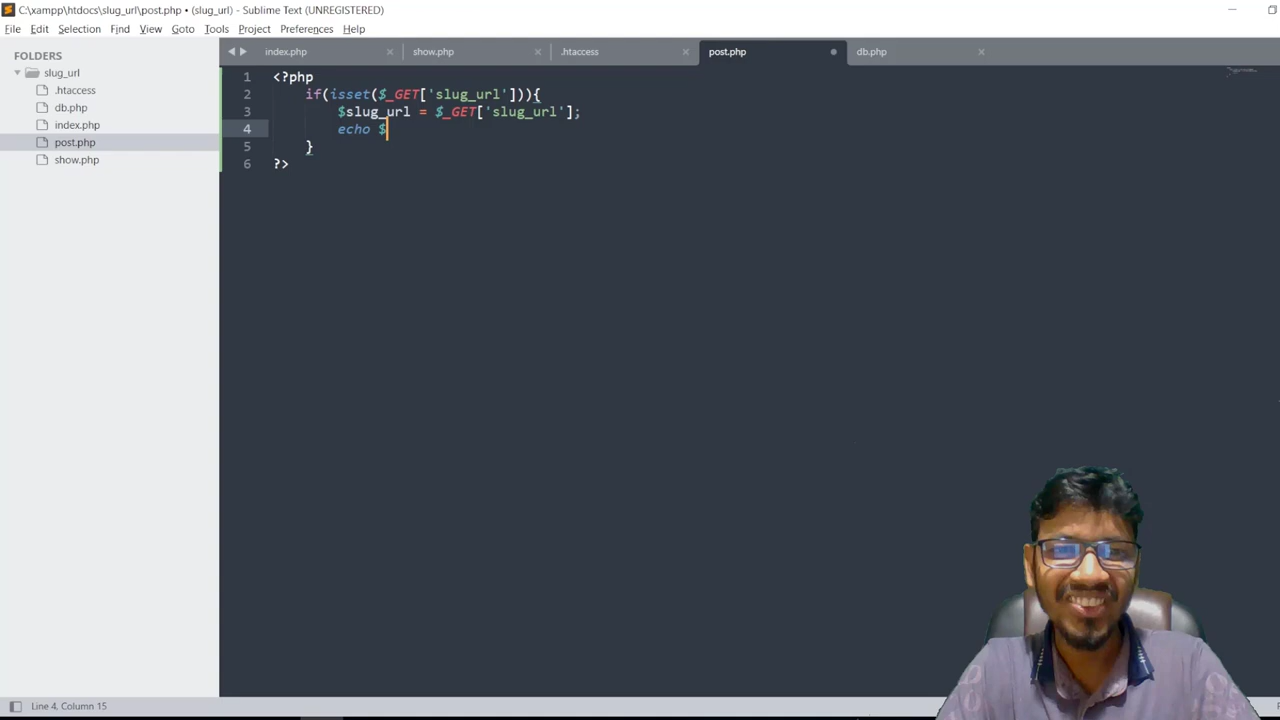 C:\xampp\htdocs\slug_url\post.php • (slug_url) - Sublime Text (UNREGISTERED)
File Edit Selection Find View Goto Tools Project Preferences Help
FOLDERS
slug_url
.htaccess
db.php
index.php
post.php
show.php
index.php show.php .htaccess post.php db.php
1 <?php
2 if(isset($_GET['slug_url'])){
3 $slug_url = $_GET['slug_url'];
4 echo $
5 }
6 ?>
Line 4, Column 15